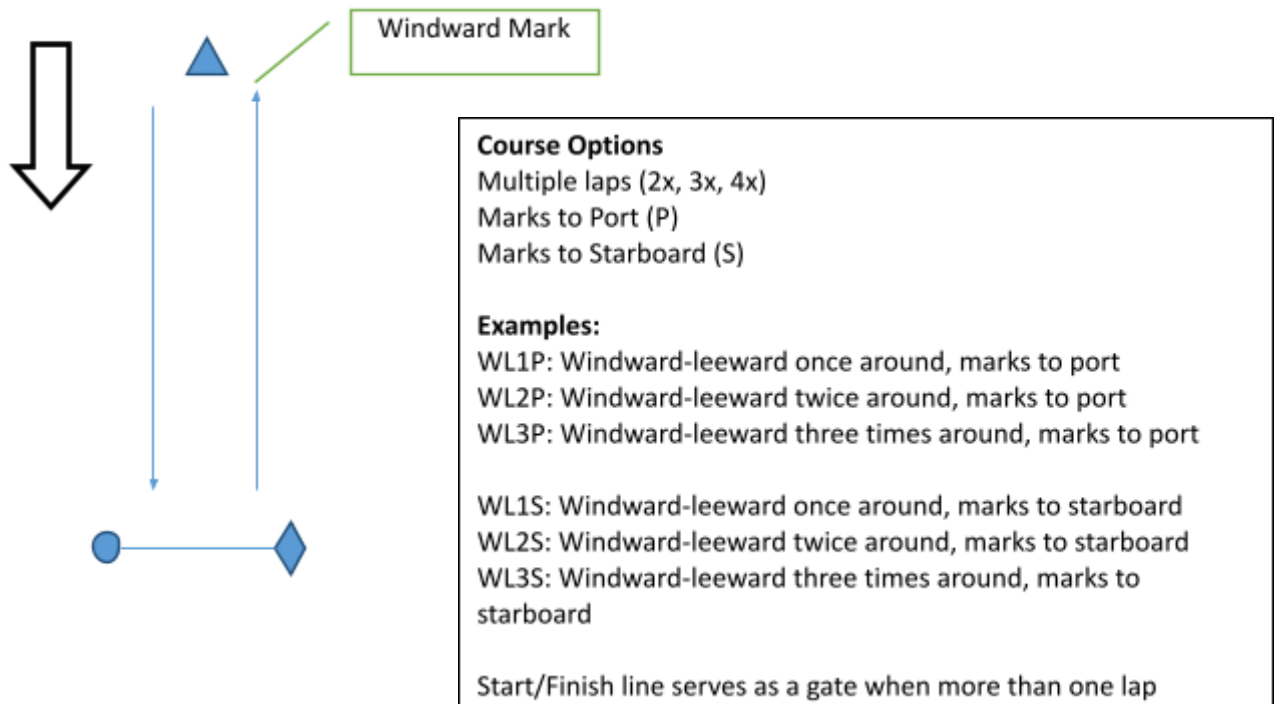 Windward Mark
Course Options
Multiple laps (2x, 3x, 4x)
Marks to Port (P)
Marks to Starboard (S)
Examples:
WL1P: Windward-leeward once around, marks to port
WL2P: Windward-leeward twice around, marks to port
WL3P: Windward-leeward three times around, marks to port
WL1S: Windward-leeward once around, marks to starboard
WL2S: Windward-leeward twice around, marks to starboard
WL3S: Windward-leeward three times around, marks to
starboard
Start/Finish line serves as a gate when more than one lap